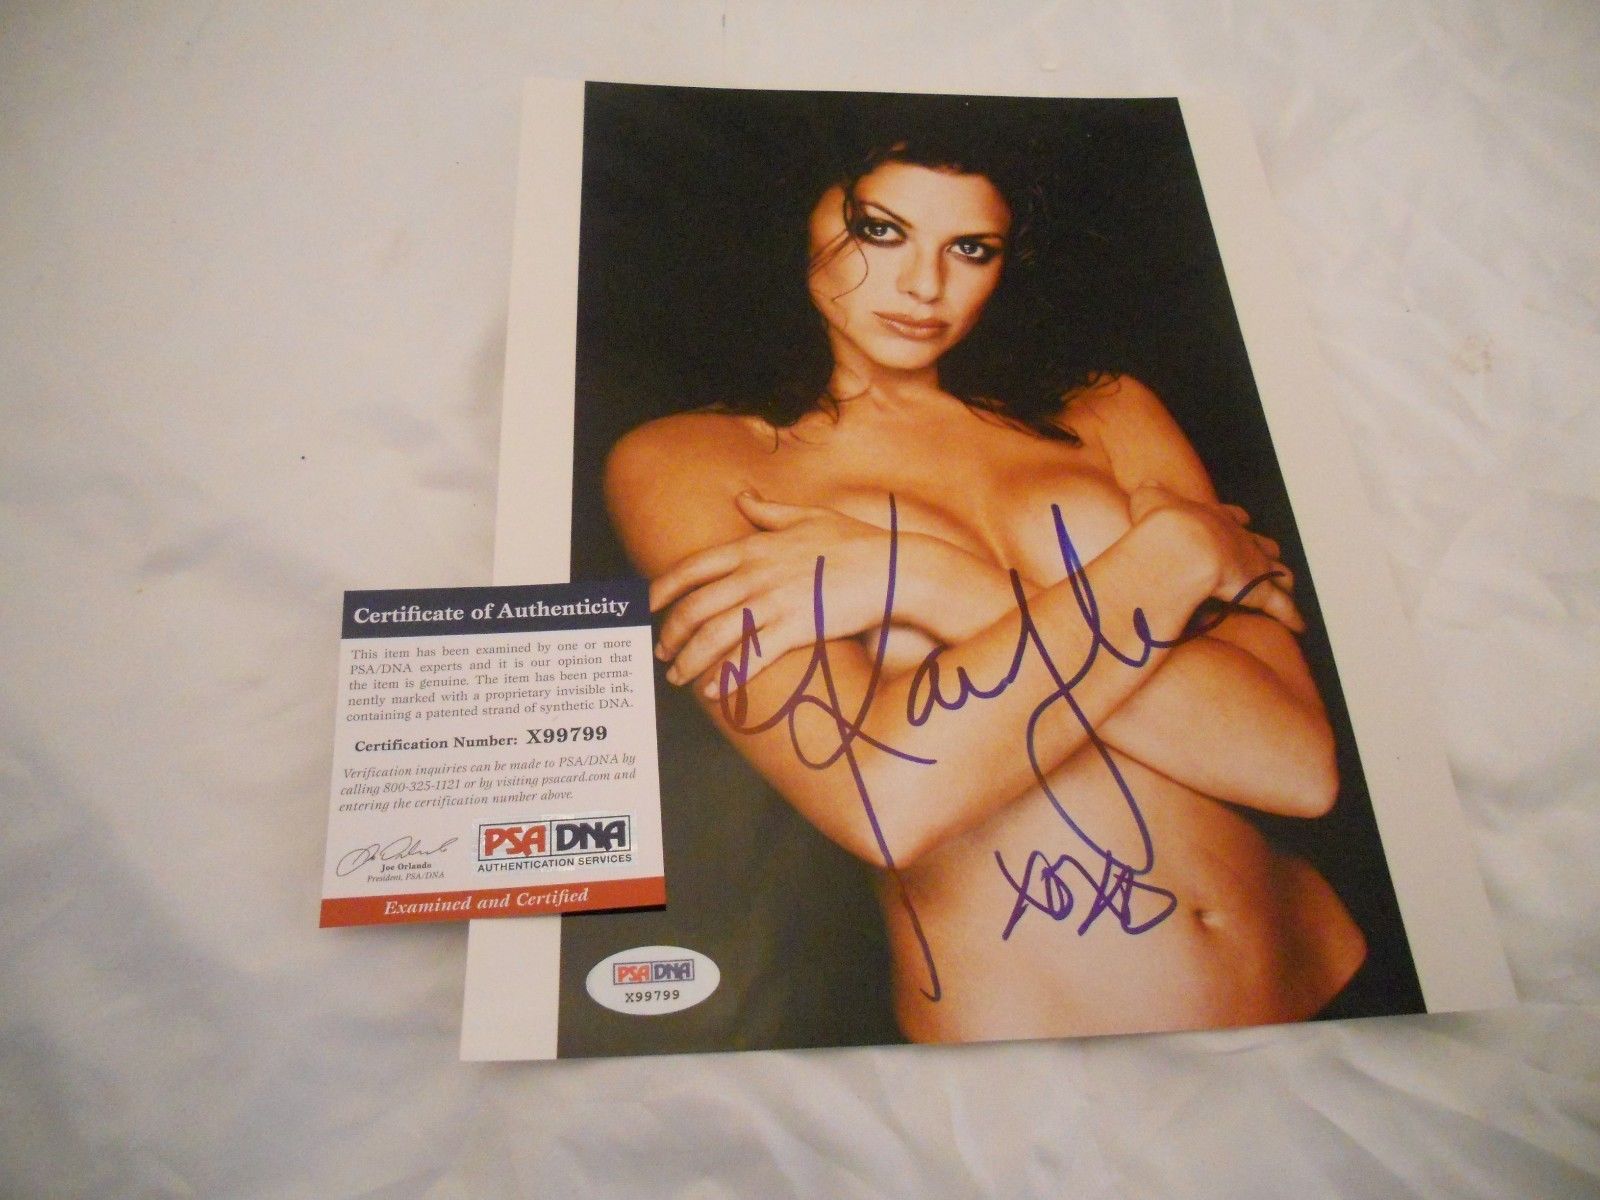 Certificate of Authenticity
This item has been examined by one or more
PSA/DNA experts and it is our opinion that
the item is genuine. The item has been perma-
nently marked with a proprietary invisible ink,
containing a patented strand of synthetic DNA.
Certification Number: X99799
Verification inquiries can be made to PSA/DNA by
calling 800-325-1121 or by visiting psacard.com and
entering the certification number above.
Joe Orlando
President, PSA/DNA
PSA DNA
AUTHENTICATION SERVICES
Examined and Certified
PSA DNA
X99799
XOXO